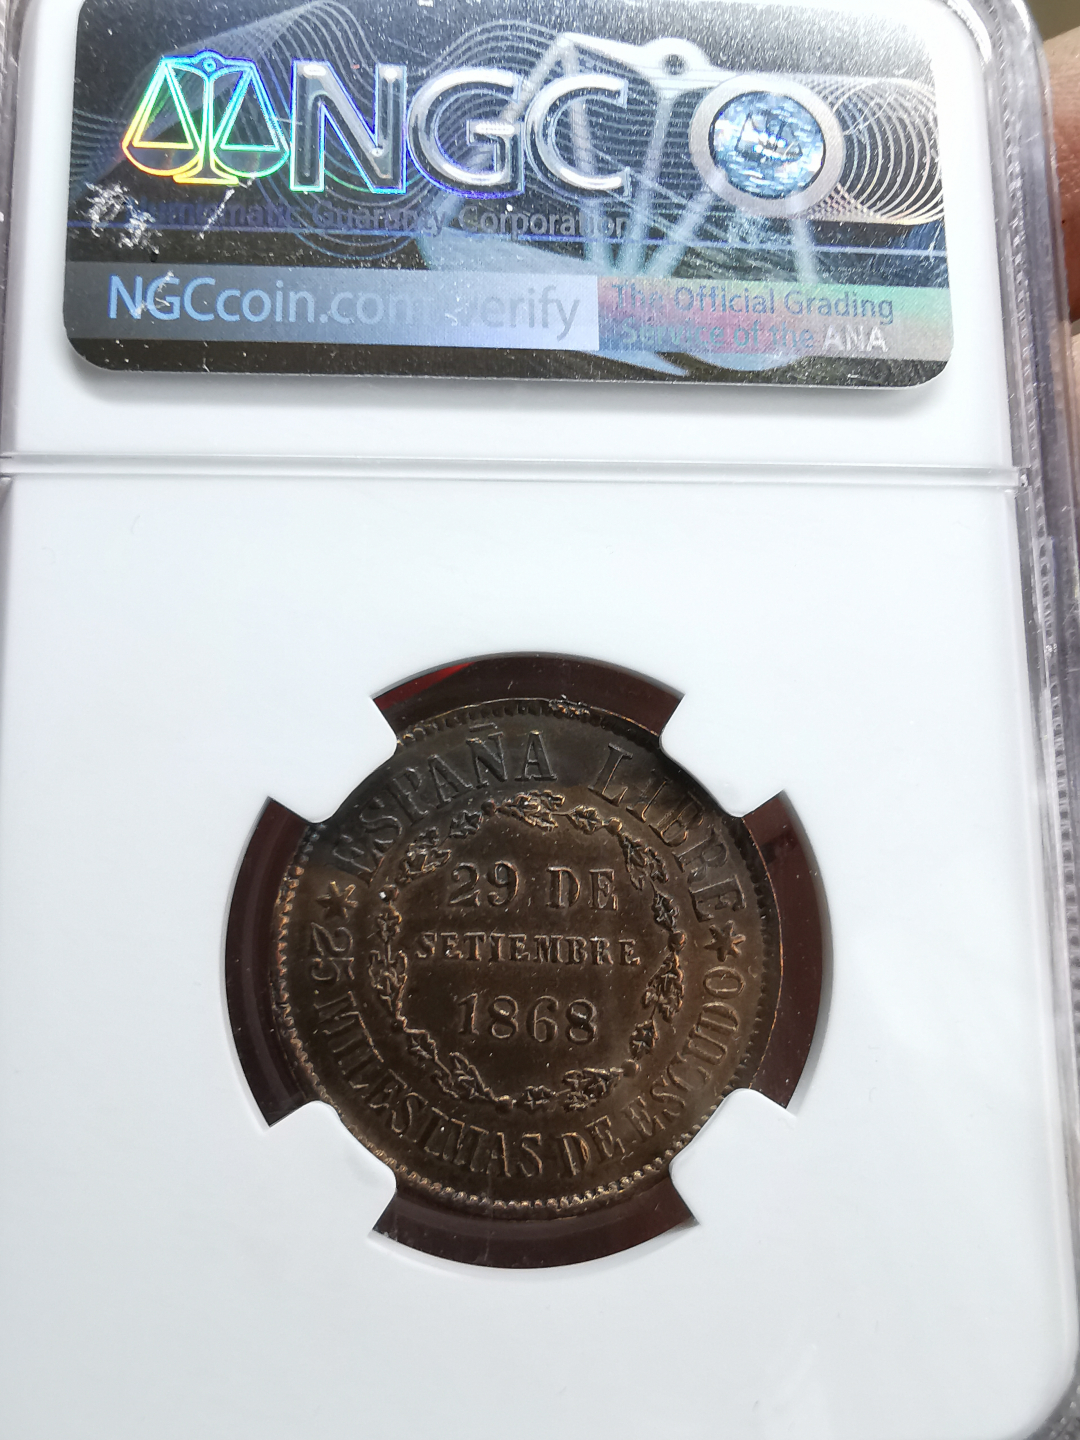 NGC
Numismatic Guaranty Corporation
NGCcoin.com/verify
The Official Grading
Service of the ANA
ESPAÑA LIBRE
29 DE
SETIEMBRE
1868
★ 25 MILESIMAS DE ESCUDO ★